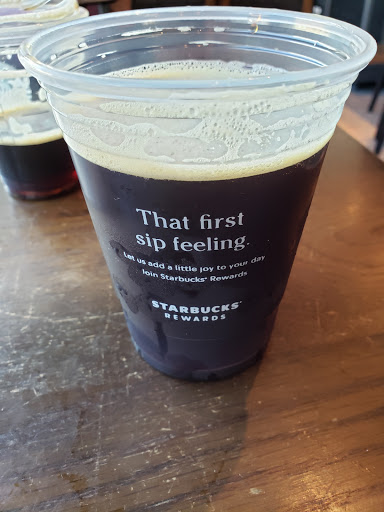 That first
sip feeling.
Let us add a little joy to your day
Join Starbucks® Rewards
STARBUCKS®
REWARDS